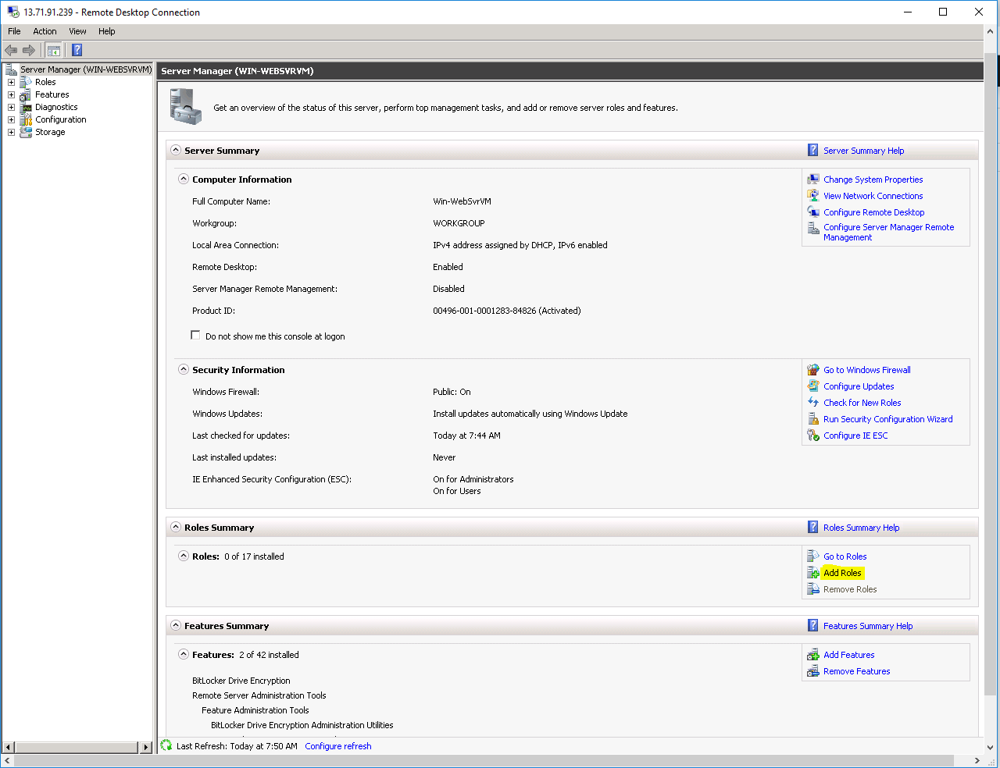 13.71.91.239 - Remote Desktop Connection
File Action View Help
Server Manager (WIN-WEBSVRVM)
Roles
Features
Diagnostics
Configuration
Storage
Server Manager (WIN-WEBSVRVM)
Get an overview of the status of this server, perform top management tasks, and add or remove server roles and features.
Server Summary
Server Summary Help
Computer Information
Full Computer Name: Win-WebSvrVM
Workgroup: WORKGROUP
Local Area Connection: IPv4 address assigned by DHCP, IPv6 enabled
Remote Desktop: Enabled
Server Manager Remote Management: Disabled
Product ID: 00496-001-0001283-84826 (Activated)
Do not show me this console at logon
Change System Properties
View Network Connections
Configure Remote Desktop
Configure Server Manager Remote
Management
Security Information
Windows Firewall: Public: On
Windows Updates: Install updates automatically using Windows Update
Last checked for updates: Today at 7:44 AM
Last installed updates: Never
IE Enhanced Security Configuration (ESC): On for Administrators
On for Users
Go to Windows Firewall
Configure Updates
Check for New Roles
Run Security Configuration Wizard
Configure IE ESC
Roles Summary
Roles Summary Help
Roles: 0 of 17 installed
Go to Roles
Add Roles
Remove Roles
Features Summary
Features Summary Help
Features: 2 of 42 installed
BitLocker Drive Encryption
Remote Server Administration Tools
Feature Administration Tools
BitLocker Drive Encryption Administration Utilities
Add Features
Remove Features
Last Refresh: Today at 7:50 AM Configure refresh